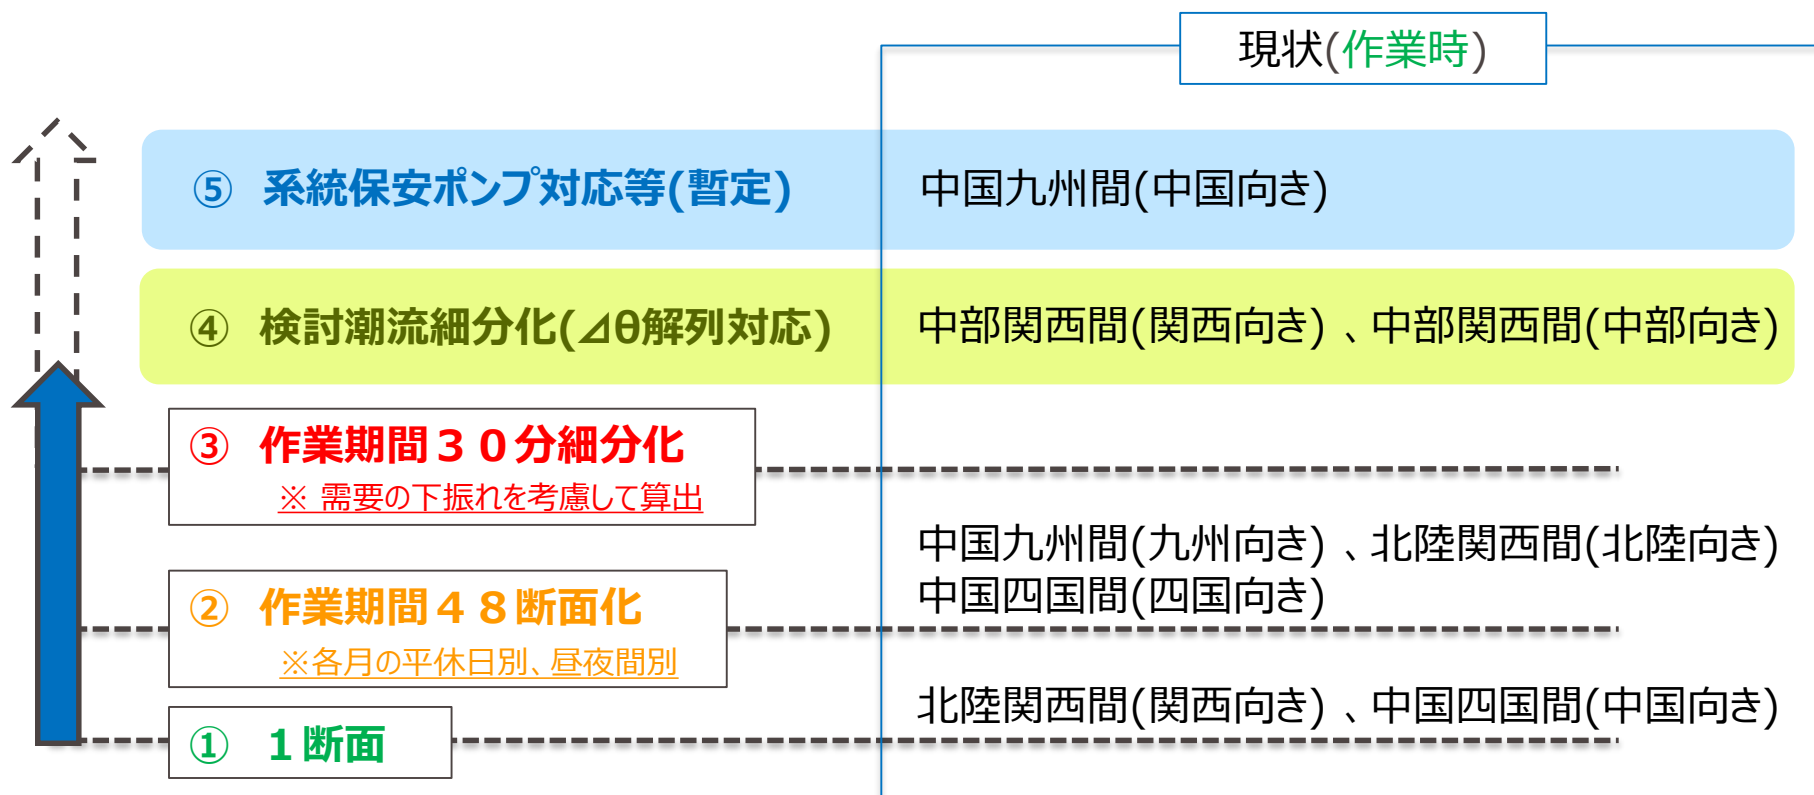 現状(作業時)
⑤ 系統保安ポンプ対応等(暫定)
中国九州間(中国向き)
④ 検討潮流細分化(⊿θ解列対応)
中部関西間(関西向き)、中部関西間(中部向き)
③ 作業期間30分細分化
※ 需要の下振れを考慮して算出
中国九州間(九州向き)、北陸関西間(北陸向き)
中国四国間(四国向き)
② 作業期間48断面化
※各月の平休日別、昼夜間別
北陸関西間(関西向き)、中国四国間(中国向き)
① 1断面